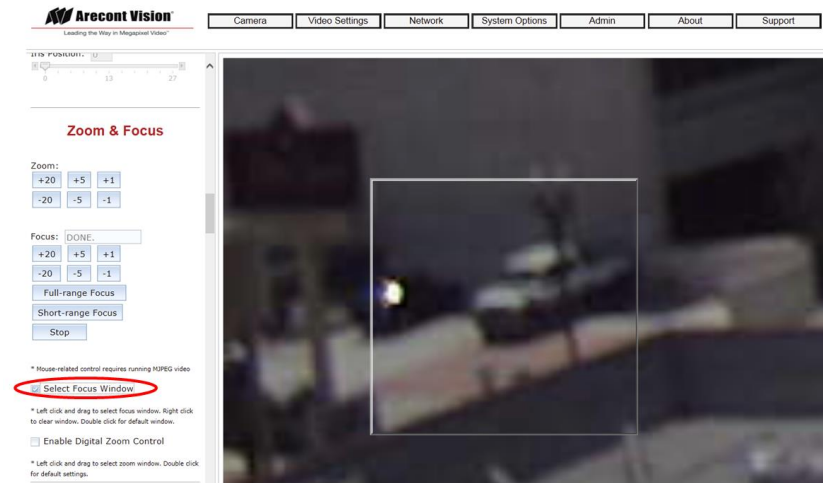 Arecont Vision®
Leading the Way in Megapixel Video™
Camera
Video Settings
Network
System Options
Admin
About
Support
Iris Position: 0
0 13 27
Zoom & Focus
Zoom:
+20 +5 +1
-20 -5 -1
Focus: DONE.
+20 +5 +1
-20 -5 -1
Full-range Focus
Short-range Focus
Stop
* Mouse-related control requires running MJPEG video
Select Focus Window
* Left click and drag to select focus window. Right click
to clear window. Double click for default window.
Enable Digital Zoom Control
* Left click and drag to select zoom window. Double click
for default settings.